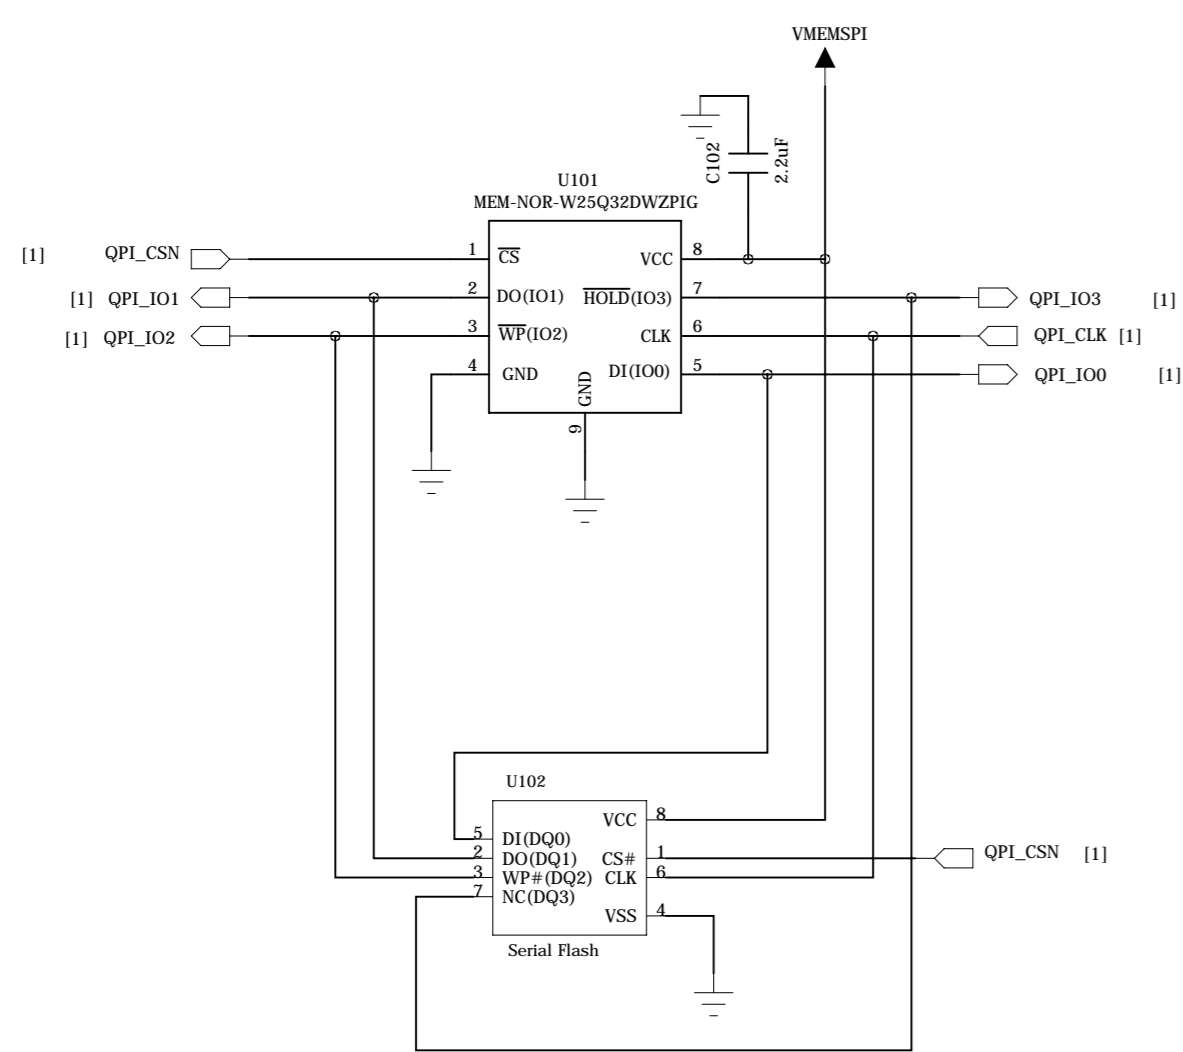 VMEMSPI
C102
2.2uF
U101
MEM-NOR-W25Q32DWZPIG
[1] QPI_CSN 1 CS VCC 8
[1] QPI_IO1 2 DO(IO1) HOLD(IO3) 7 QPI_IO3 [1]
[1] QPI_IO2 3 WP(IO2) CLK 6 QPI_CLK [1]
4 GND DI(IO0) 5 QPI_IO0 [1]
GND
9
U102
VCC 8
5 DI(DQ0)
2 DO(DQ1) CS# 1 QPI_CSN [1]
3 WP#(DQ2) CLK 6
7 NC(DQ3)
VSS 4
Serial Flash